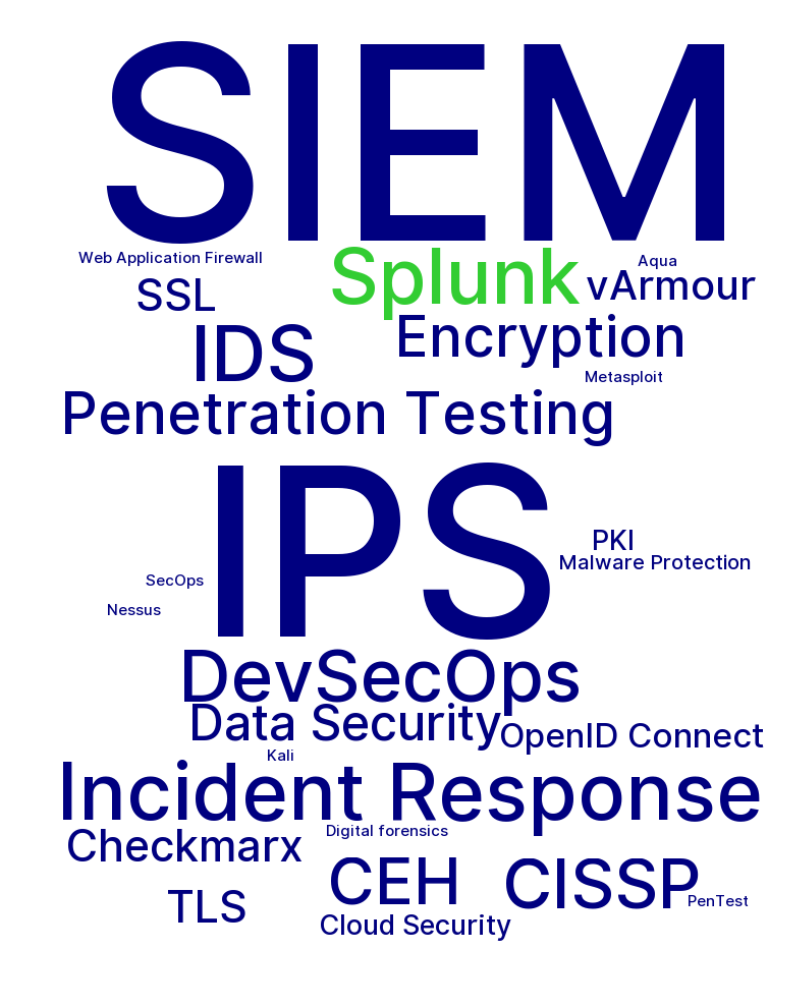 SIEM
Web Application Firewall
Splunk
Aqua
SSL
vArmour
IDS
Encryption
Metasploit
Penetration Testing
IPS
PKI
Malware Protection
SecOps
Nessus
DevSecOps
Data Security
OpenID Connect
Kali
Incident Response
Digital forensics
Checkmarx
CEH
CISSP
PenTest
TLS
Cloud Security